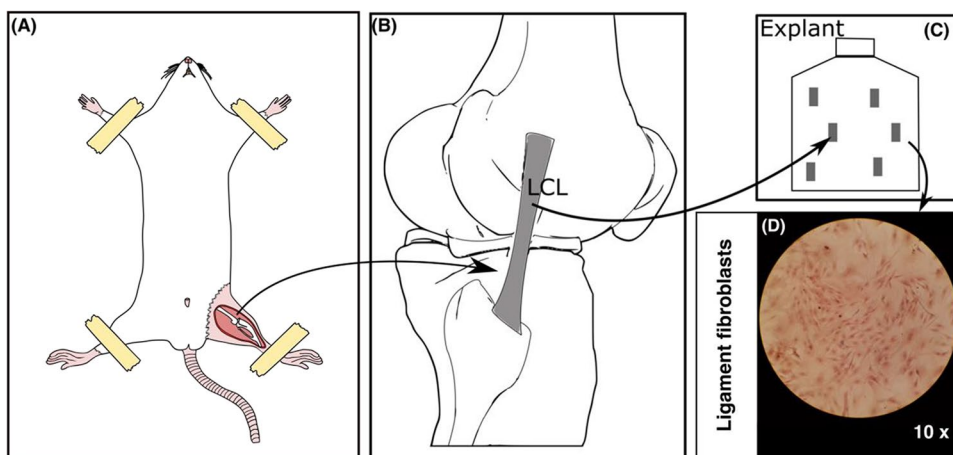 (A)
(B)
LCL
Explant
(C)
Ligament fibroblasts
(D)
10 x